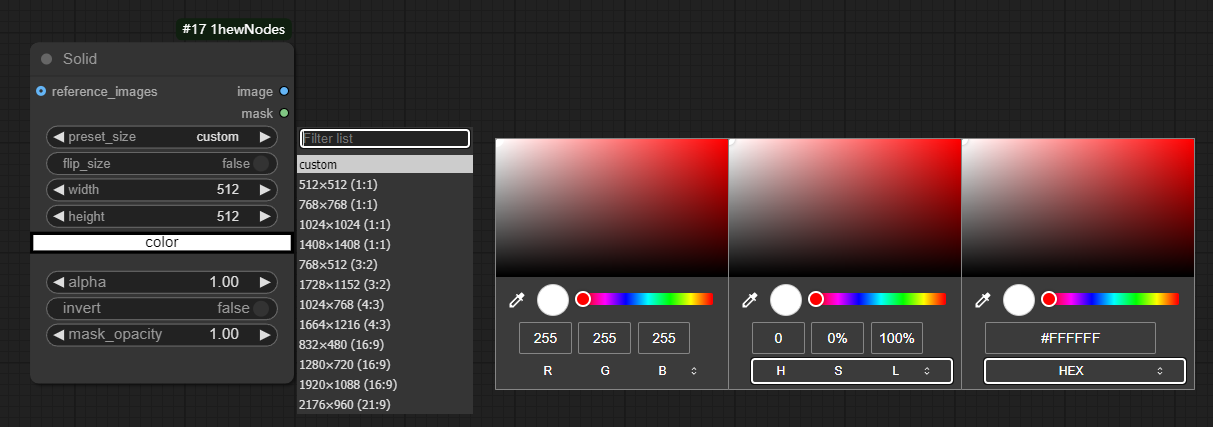 #17 1hewNodes
Solid
reference_images image
mask
preset_size custom
flip_size false
width 512
height 512
color
alpha 1.00
invert false
mask_opacity 1.00
Filter list
custom
512×512 (1:1)
768×768 (1:1)
1024×1024 (1:1)
1408×1408 (1:1)
768×512 (3:2)
1728×1152 (3:2)
1024×768 (4:3)
1664×1216 (4:3)
832×480 (16:9)
1280×720 (16:9)
1920×1088 (16:9)
2176×960 (21:9)
255 255 255
R G B
0 0% 100%
H S L
#FFFFFF
HEX